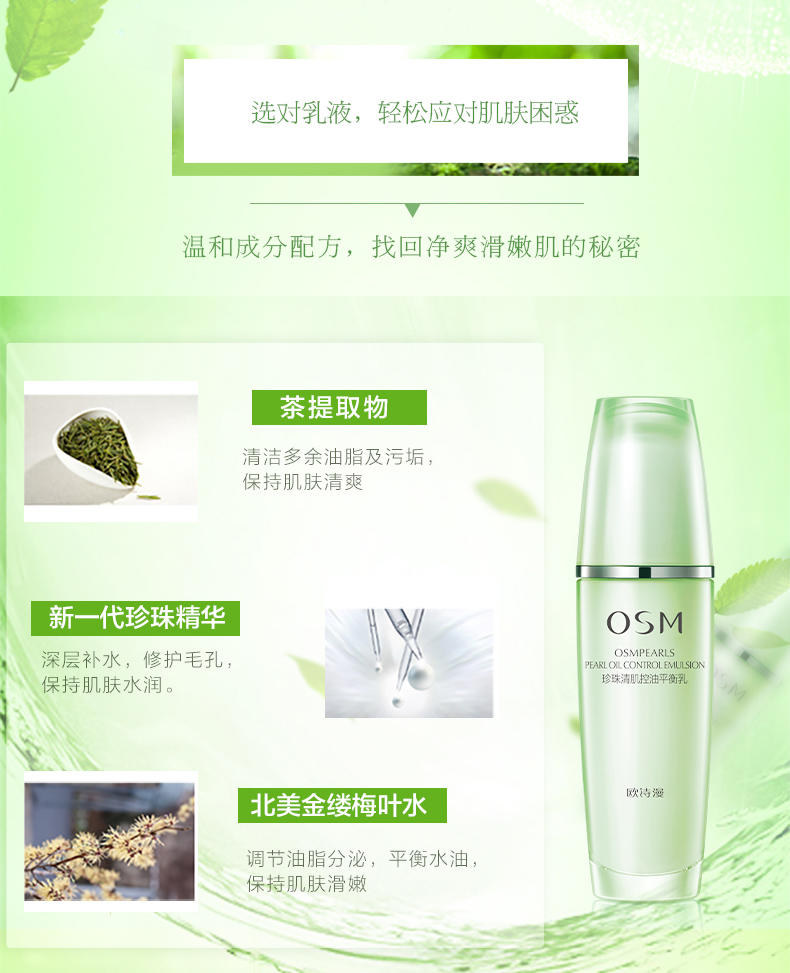 选对乳液，轻松应对肌肤困惑
温和成分配方，找回净爽滑嫩肌的秘密
茶提取物
清洁多余油脂及污垢，
保持肌肤清爽
新一代珍珠精华
深层补水，修护毛孔，
保持肌肤水润。
北美金缕梅叶水
调节油脂分泌，平衡水油，
保持肌肤滑嫩
OSM
OSMPEARLS
PEARL OIL CONTROL EMULSION
珍珠清肌控油平衡乳
欧诗漫
OSM